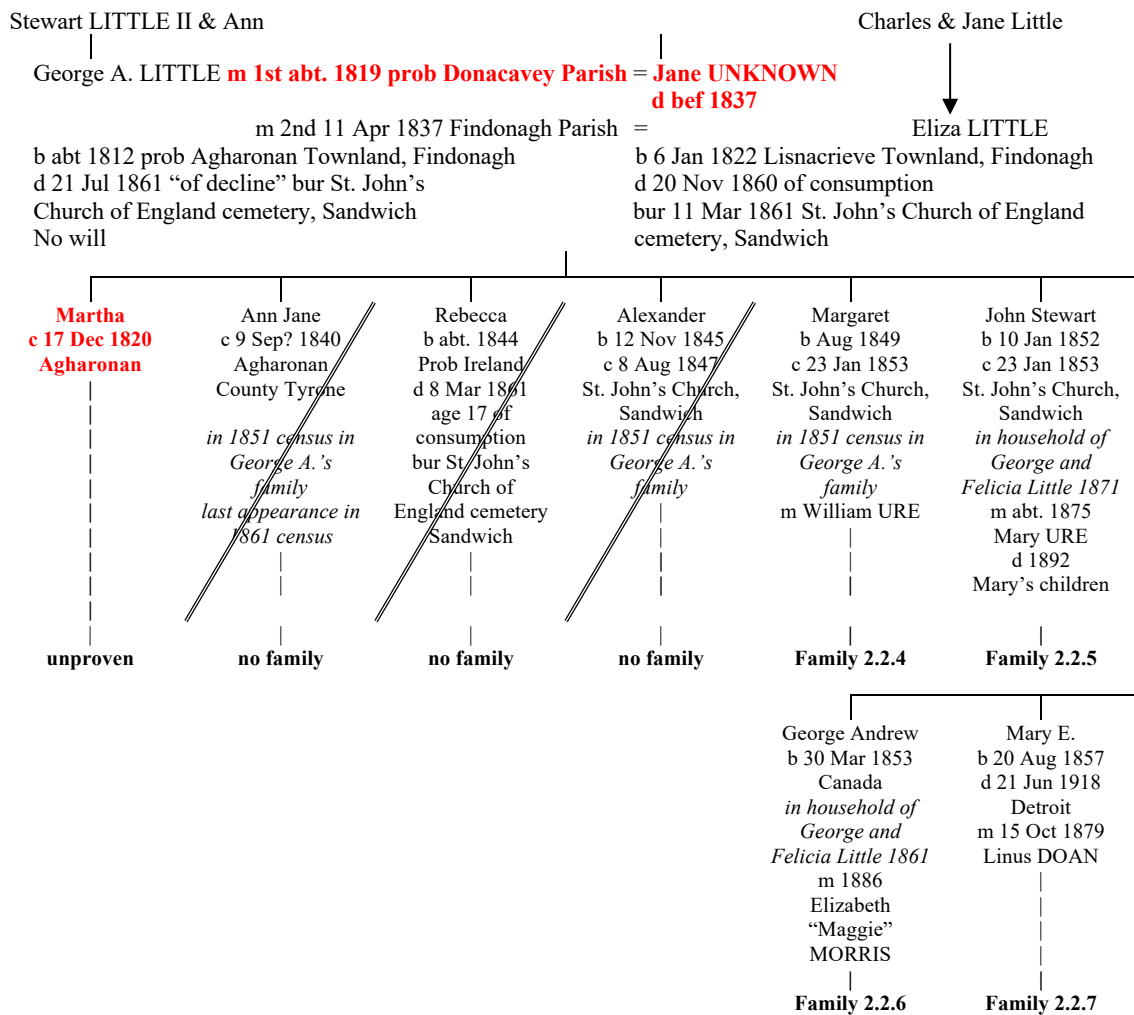 Stewart LITTLE II & Ann
Charles & Jane Little
George A. LITTLE m 1st abt. 1819 prob Donacavey Parish = Jane UNKNOWN
d bef 1837
m 2nd 11 Apr 1837 Findonagh Parish =
Eliza LITTLE
b abt 1812 prob Agharonan Townland, Findonagh
d 21 Jul 1861 “of decline” bur St. John’s
Church of England cemetery, Sandwich
No will
b 6 Jan 1822 Lisnacrieve Townland, Findonagh
d 20 Nov 1860 of consumption
bur 11 Mar 1861 St. John’s Church of England
cemetery, Sandwich
Martha
c 17 Dec 1820
Agharonan
unproven
Ann Jane
c 9 Sep? 1840
Agharonan
County Tyrone
in 1851 census in
George A.’s
family
last appearance in
1861 census
no family
Rebecca
b abt. 1844
Prob Ireland
d 8 Mar 1861
age 17 of
consumption
bur St. John’s
Church of
England cemetery
Sandwich
no family
Alexander
b 12 Nov 1845
c 8 Aug 1847
St. John’s Church,
Sandwich
in 1851 census in
George A.’s
family
no family
Margaret
b Aug 1849
c 23 Jan 1853
St. John’s Church,
Sandwich
in 1851 census in
George A.’s
family
m William URE
Family 2.2.4
John Stewart
b 10 Jan 1852
c 23 Jan 1853
St. John’s Church,
Sandwich
in household of
George and
Felicia Little 1871
m abt. 1875
Mary URE
d 1892
Mary’s children
Family 2.2.5
George Andrew
b 30 Mar 1853
Canada
in household of
George and
Felicia Little 1861
m 1886
Elizabeth
“Maggie”
MORRIS
Family 2.2.6
Mary E.
b 20 Aug 1857
d 21 Jun 1918
Detroit
m 15 Oct 1879
Linus DOAN
Family 2.2.7